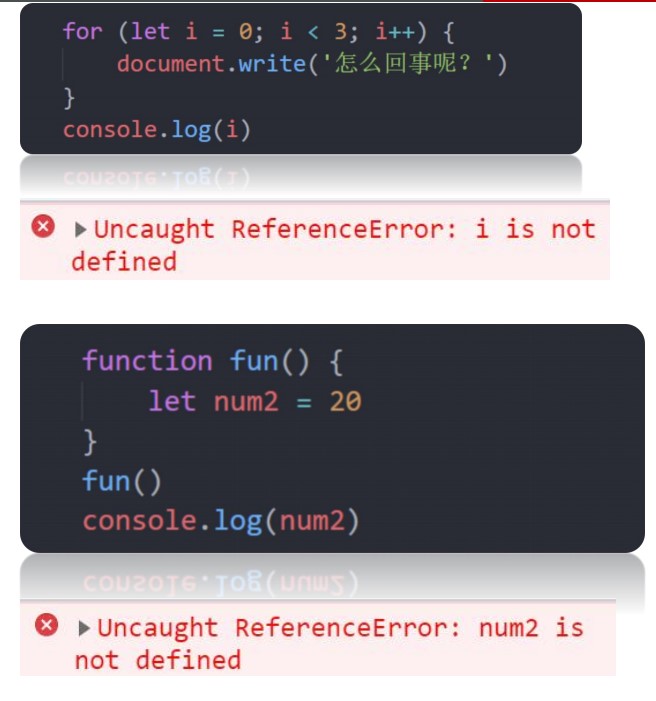 for (let i = 0; i < 3; i++) {
document.write('怎么回事呢？')
}
console.log(i)
Uncaught ReferenceError: i is not
defined
function fun() {
let num2 = 20
}
fun()
console.log(num2)
Uncaught ReferenceError: num2 is
not defined